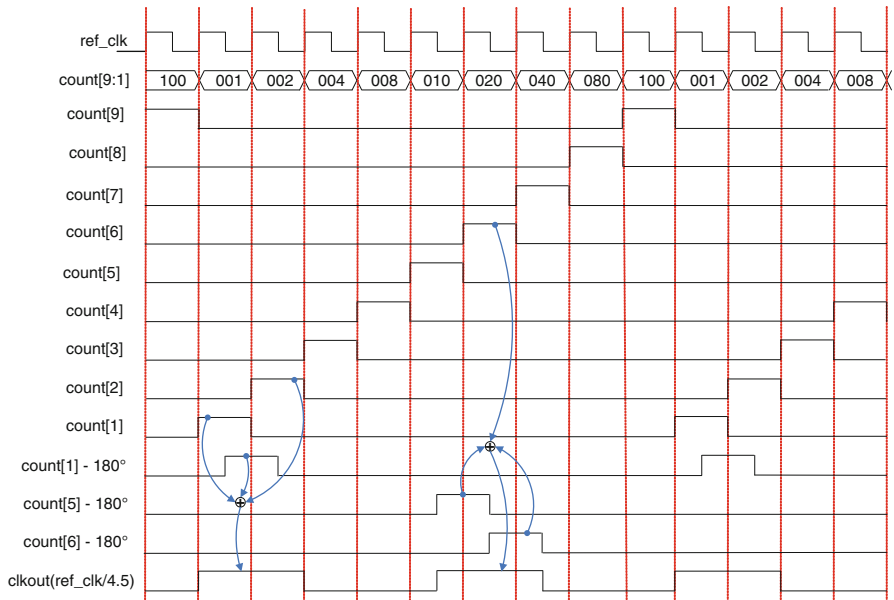 ref_clk
count[9:1] 100 001 002 004 008 010 020 040 080 100 001 002 004 008
count[9]
count[8]
count[7]
count[6]
count[5]
count[4]
count[3]
count[2]
count[1]
count[1] - 180°
count[5] - 180°
count[6] - 180°
clkout(ref_clk/4.5)